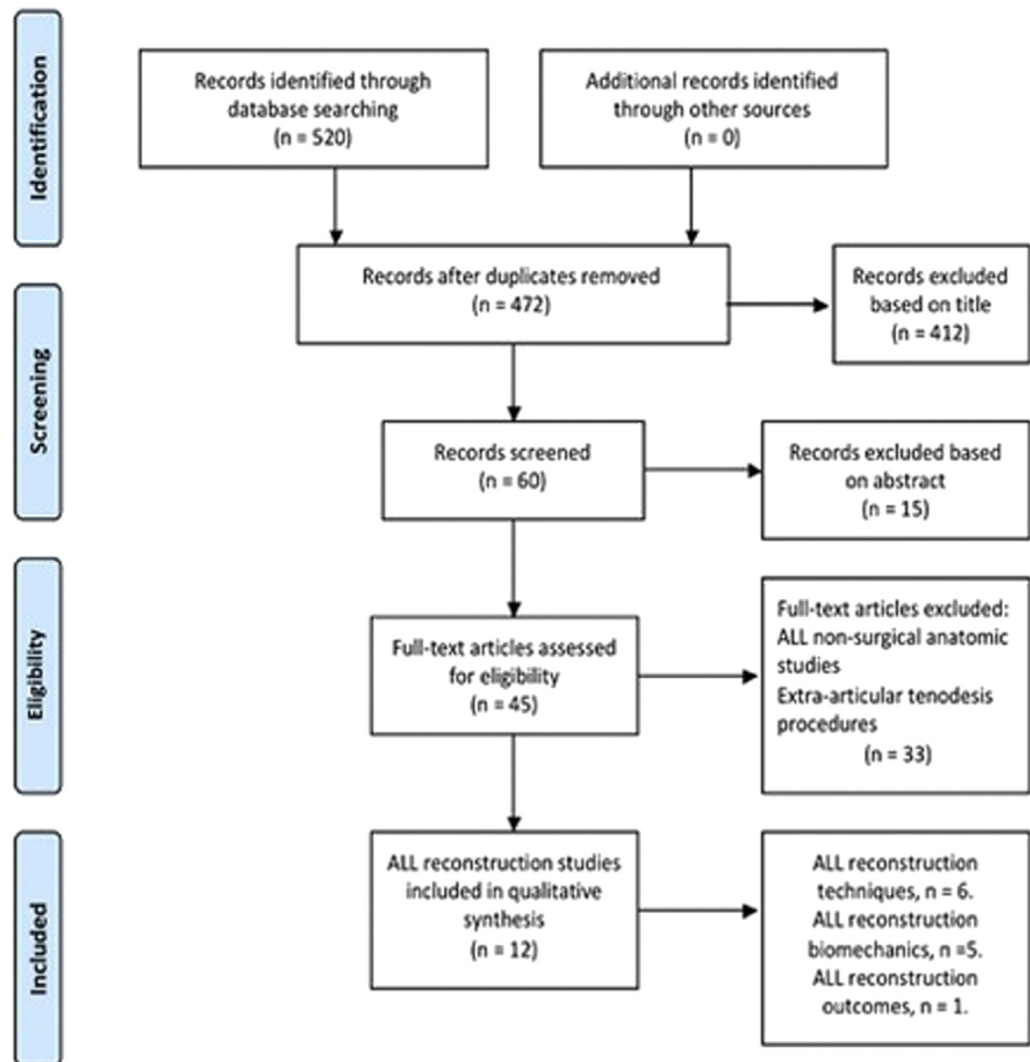 Identification
Records identified through
database searching
(n = 520)
Additional records identified
through other sources
(n = 0)
Records after duplicates removed
(n = 472)
Records excluded
based on title
(n = 412)
Screening
Records screened
(n = 60)
Records excluded based
on abstract
(n = 15)
Eligibility
Full-text articles assessed
for eligibility
(n = 45)
Full-text articles excluded:
ALL non-surgical anatomic
studies
Extra-articular tenodesis
procedures
(n = 33)
Included
ALL reconstruction studies
included in qualitative
synthesis
(n = 12)
ALL reconstruction
techniques, n = 6.
ALL reconstruction
biomechanics, n =5.
ALL reconstruction
outcomes, n = 1.